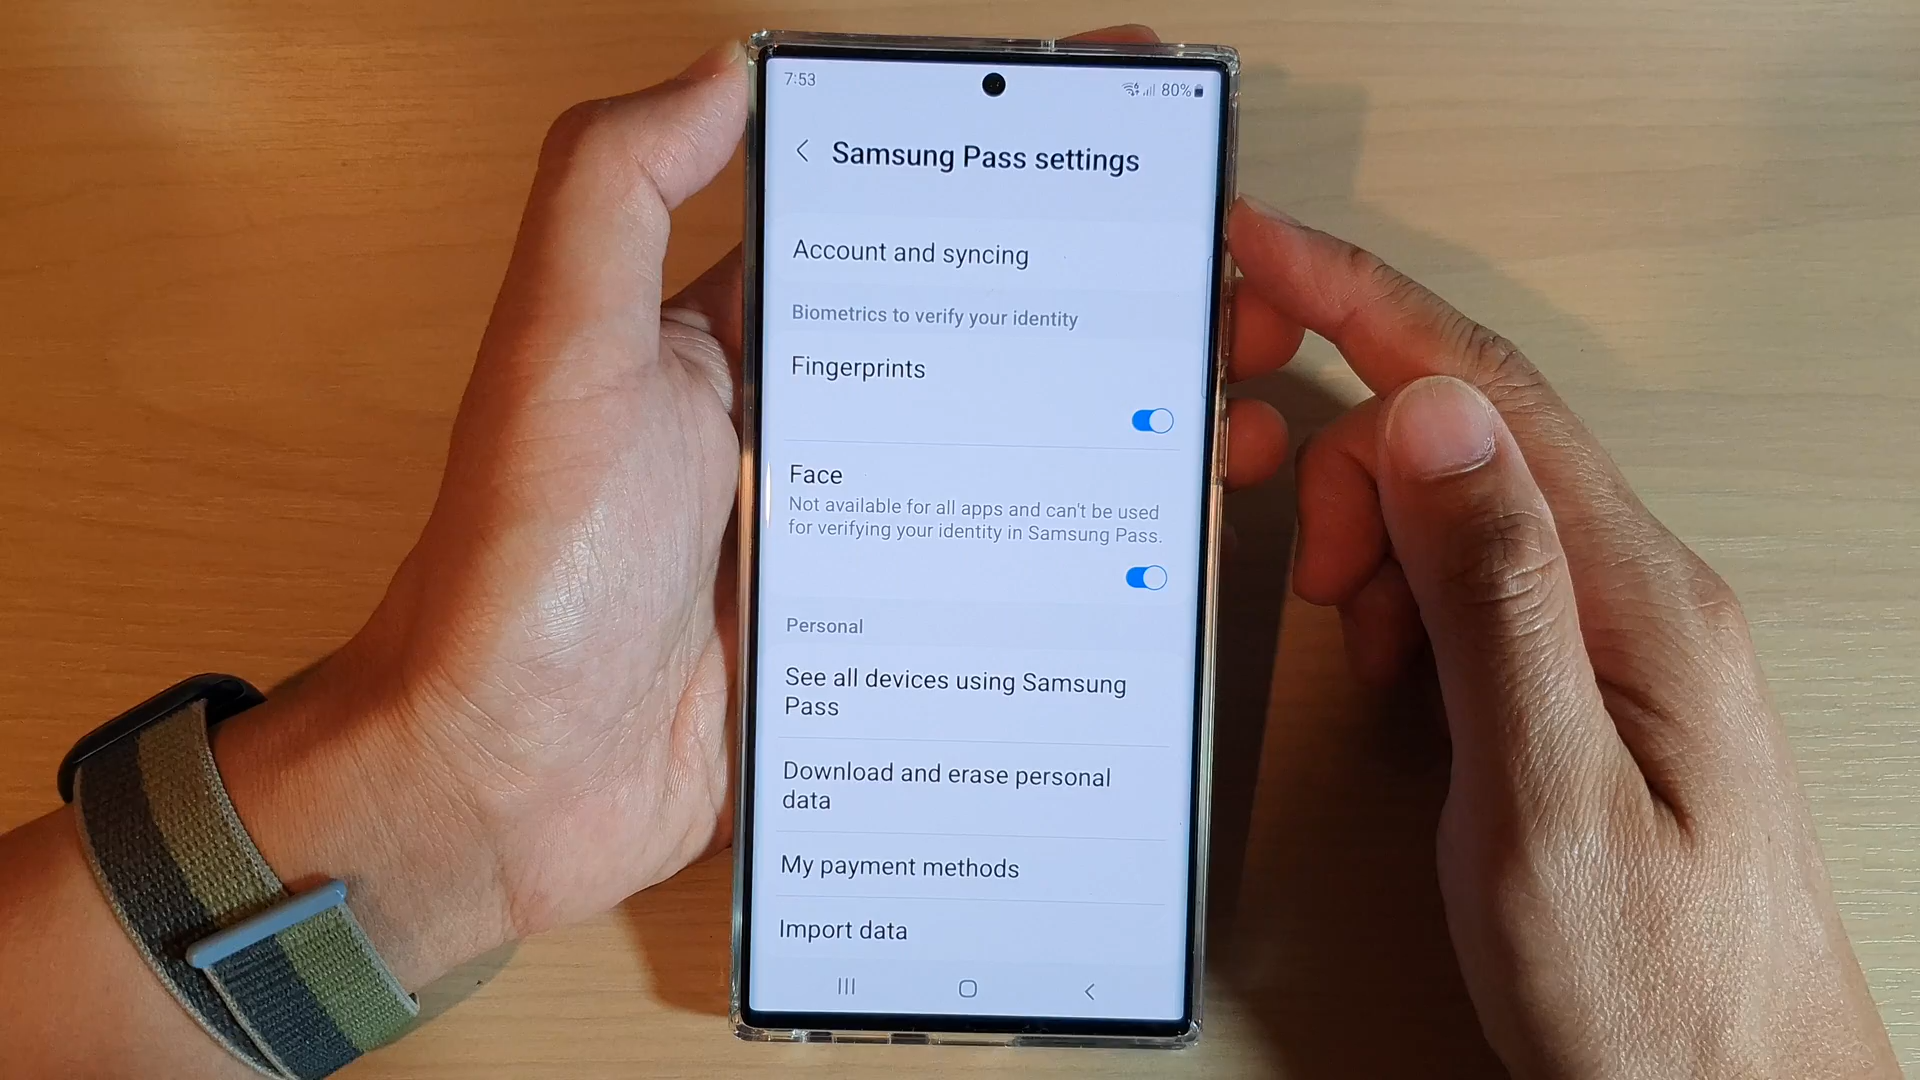 7:53
80%
Samsung Pass settings
Account and syncing
Biometrics to verify your identity
Fingerprints
Face
Not available for all apps and can't be used
for verifying your identity in Samsung Pass.
Personal
See all devices using Samsung
Pass
Download and erase personal
data
My payment methods
Import data